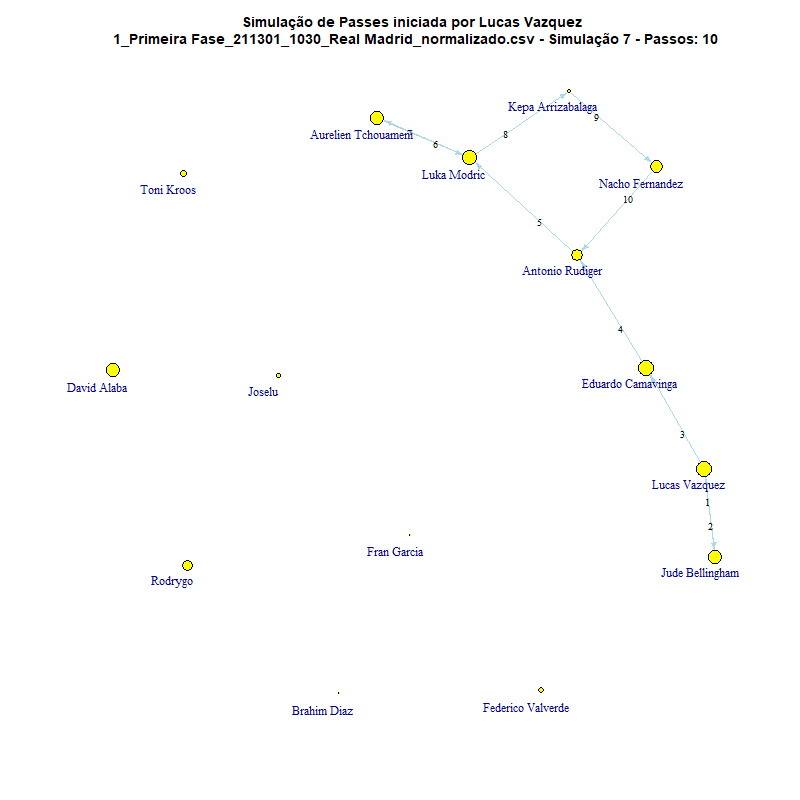 Simulação de Passes iniciada por Lucas Vazquez
1_Primeira Fase_211301_1030_Real Madrid_normalizado.csv - Simulação 7 - Passos: 10
Kepa Arrizabalaga
9
8
Aurelien Tchouameni
6
Luka Modric
Toni Kroos
Nacho Fernandez
10
5
Antonio Rudiger
4
David Alaba
Joselu
Eduardo Camavinga
3
Lucas Vazquez
1
2
Fran Garcia
Rodrygo
Jude Bellingham
Brahim Diaz
Federico Valverde